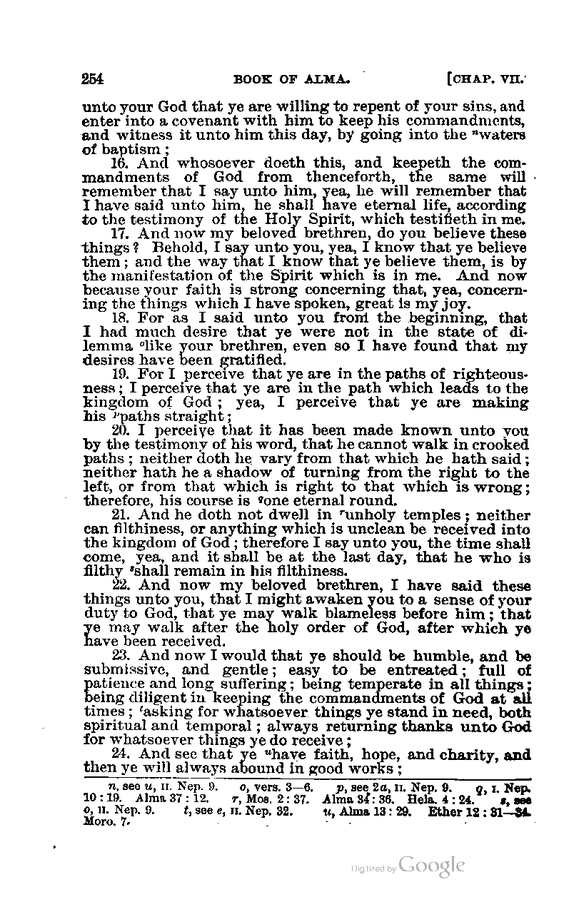 254 BOOK OF ALMA. [CHAP. VII.
unto your God that ye are willing to repent of your sins, and
enter into a covenant with him to keep his commandments,
and witness it unto him this day, by going into the ⁿwaters
of baptism;
16. And whosoever doeth this, and keepeth the com-
mandments of God from thenceforth, the same will
remember that I say unto him, yea, he will remember that
I have said unto him, he shall have eternal life, according
to the testimony of the Holy Spirit, which testifieth in me.
17. And now my beloved brethren, do you believe these
things? Behold, I say unto you, yea, I know that ye believe
them; and the way that I know that ye believe them, is by
the manifestation of the Spirit which is in me. And now
because your faith is strong concerning that, yea, concern-
ing the things which I have spoken, great is my joy.
18. For as I said unto you from the beginning, that
I had much desire that ye were not in the state of di-
lemma ᵒlike your brethren, even so I have found that my
desires have been gratified.
19. For I perceive that ye are in the paths of righteous-
ness; I perceive that ye are in the path which leads to the
kingdom of God; yea, I perceive that ye are making
his ᵖpaths straight;
20. I perceive that it has been made known unto you
by the testimony of his word, that he cannot walk in crooked
paths; neither doth he vary from that which he hath said;
neither hath he a shadow of turning from the right to the
left, or from that which is right to that which is wrong;
therefore, his course is qone eternal round.
21. And he doth not dwell in ʳunholy temples; neither
can filthiness, or anything which is unclean be received into
the kingdom of God; therefore I say unto you, the time shall
come, yea, and it shall be at the last day, that he who is
filthy ˢshall remain in his filthiness.
22. And now my beloved brethren, I have said these
things unto you, that I might awaken you to a sense of your
duty to God, that ye may walk blameless before him; that
ye may walk after the holy order of God, after which ye
have been received.
23. And now I would that ye should be humble, and be
submissive, and gentle; easy to be entreated; full of
patience and long suffering; being temperate in all things;
being diligent in keeping the commandments of God at all
times; ᵗasking for whatsoever things ye stand in need, both
spiritual and temporal; always returning thanks unto God
for whatsoever things ye do receive;
24. And see that ye ᵘhave faith, hope, and charity, and
then ye will always abound in good works;
n, see u, II. Nep. 9. o, vers. 3—6. p, see 2a, II. Nep. 9. q, I. Nep.
10:19. Alma 37:12. r, Mos. 2:37. Alma 34:36. Hela. 4:24. s, see
o, II. Nep. 9. t, see e, II. Nep. 32. u, Alma 13:29. Ether 12:31—34.
Moro. 7.
Digitized by Google